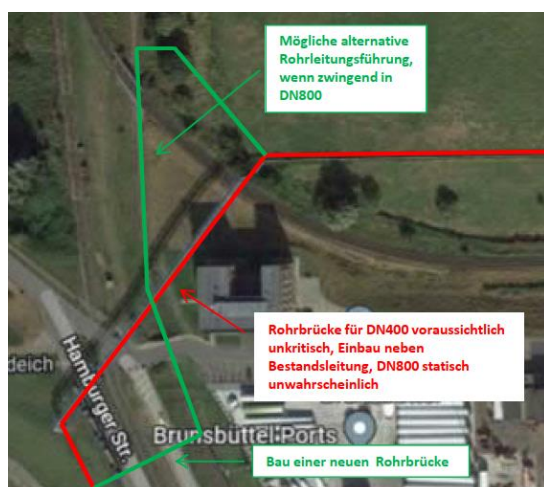 Mögliche alternative
Rohrleitungsführung,
wenn zwingend in
DN800
Rohrbrücke für DN400 voraussichtlich
unkritisch, Einbau neben
Bestandsleitung, DN800 statisch
unwahrscheinlich
deich
Hamburger Str.
Brunsbüttel Ports
Bau einer neuen Rohrbrücke